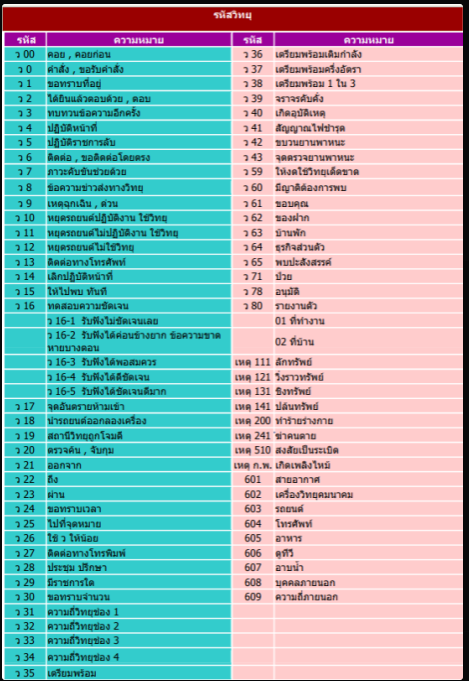 รหัสวิทยุ
รหัส ความหมาย รหัส ความหมาย
ว 00 คอย , คอยก่อน ว 36 เตรียมพร้อมเต็มกำลัง
ว 0 คำสั่ง , ขอรับคำสั่ง ว 37 เตรียมพร้อมครึ่งอัตรา
ว 1 ขอทราบที่อยู่ ว 38 เตรียมพร้อม 1 ใน 3
ว 2 ได้ยินแล้วตอบด้วย , ตอบ ว 39 จราจรคับคั่ง
ว 3 ทบทวนข้อความอีกครั้ง ว 40 เกิดอุบัติเหตุ
ว 4 ปฏิบัติหน้าที่ ว 41 สัญญาณไฟชำรุด
ว 5 ปฏิบัติราชการลับ ว 42 ขบวนยานพาหนะ
ว 6 ติดต่อ , ขอติดต่อโดยตรง ว 43 จุดตรวจยานพาหนะ
ว 7 ภาวะคับขันช่วยด้วย ว 59 ให้งดใช้วิทยุเด็ดขาด
ว 8 ข้อความข่าวส่งทางวิทยุ ว 60 มีญาติต้องการพบ
ว 9 เหตุฉุกเฉิน , ด่วน ว 61 ขอบคุณ
ว 10 หยุดรถยนต์ปฏิบัติงาน ใช้วิทยุ ว 62 ของฝาก
ว 11 หยุดรถยนต์ไม่ปฏิบัติงาน ใช้วิทยุ ว 63 บ้านพัก
ว 12 หยุดรถยนต์ไม่ใช้วิทยุ ว 64 ธุรกิจส่วนตัว
ว 13 ติดต่อทางโทรศัพท์ ว 65 พบปะสังสรรค์
ว 14 เลิกปฏิบัติหน้าที่ ว 71 ป่วย
ว 15 ให้ไปพบ ทันที ว 78 อนุมัติ
ว 16 ทดสอบความชัดเจน ว 80 รายงานตัว
ว 16-1 รับฟังไม่ชัดเจนเลย 01 ที่ทำงาน
ว 16-2 รับฟังได้ค่อนข้างยาก ข้อความขาด 02 ที่บ้าน
หายบางตอน
ว 16-3 รับฟังได้พอสมควร เหตุ 111 ลักทรัพย์
ว 16-4 รับฟังได้ดีชัดเจน เหตุ 121 วิ่งราวทรัพย์
ว 16-5 รับฟังได้ชัดเจนดีมาก เหตุ 131 ชิงทรัพย์
ว 17 จุดอันตรายห้ามเข้า เหตุ 141 ปล้นทรัพย์
ว 18 นำรถยนต์ออกลองเครื่อง เหตุ 200 ทำร้ายร่างกาย
ว 19 สถานีวิทยุถูกโจมตี เหตุ 241 ฆ่าคนตาย
ว 20 ตรวจค้น , จับกุม เหตุ 510 สงสัยเป็นระเบิด
ว 21 ออกจาก เหตุ ก.พ. เกิดเพลิงไหม้
ว 22 ถึง 601 สายอากาศ
ว 23 ผ่าน 602 เครื่องวิทยุคมนาคม
ว 24 ขอทราบเวลา 603 รถยนต์
ว 25 ไปที่จุดหมาย 604 โทรศัพท์
ว 26 ใช้ ว ให้น้อย 605 อาหาร
ว 27 ติดต่อทางโทรพิมพ์ 606 ดูทีวี
ว 28 ประชุม ปรึกษา 607 อาบน้ำ
ว 29 มีราชการใด 608 บุคคลภายนอก
ว 30 ขอทราบจำนวน 609 ความถี่ภายนอก
ว 31 ความถี่วิทยุช่อง 1
ว 32 ความถี่วิทยุช่อง 2
ว 33 ความถี่วิทยุช่อง 3
ว 34 ความถี่วิทยุช่อง 4
ว 35 เตรียมพร้อม